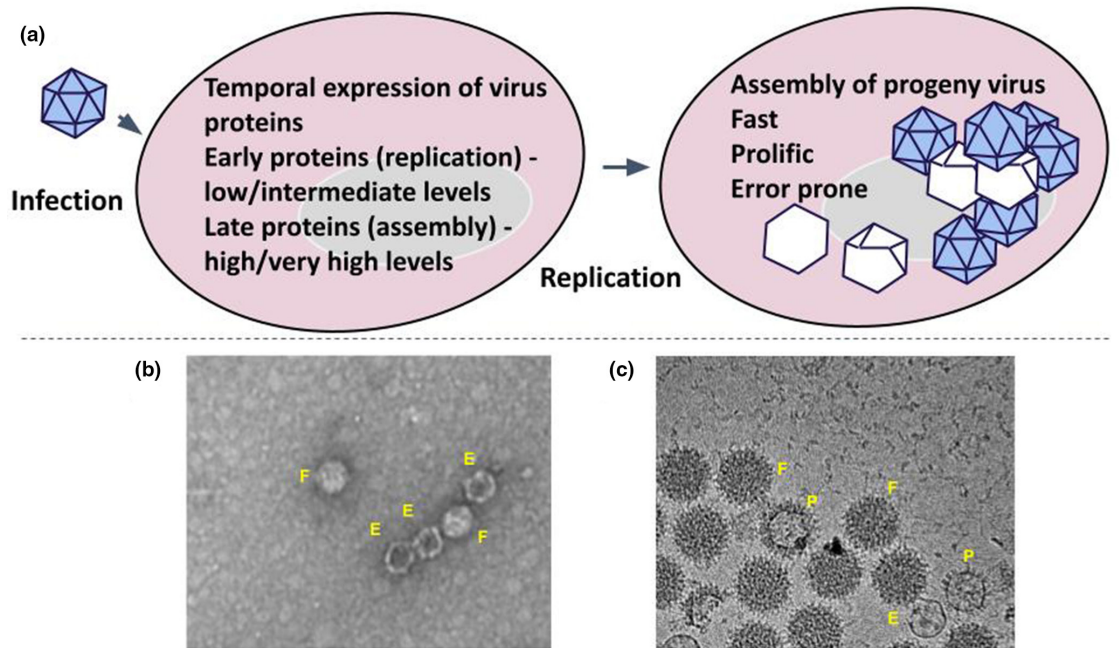 (a)
Infection
Temporal expression of virus
proteins
Early proteins (replication) -
low/intermediate levels
Late proteins (assembly) -
high/very high levels
Replication
Assembly of progeny virus
Fast
Prolific
Error prone
(b)
F
E
E
E
F
(c)
F
F
P
P
E